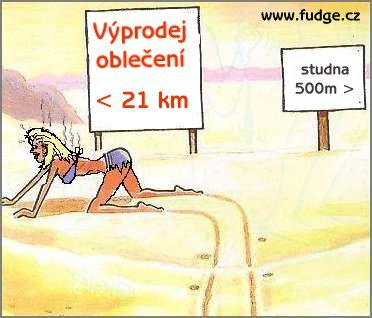 www.fudge.cz
Výprodej
oblečení
< 21 km
studna
500m >